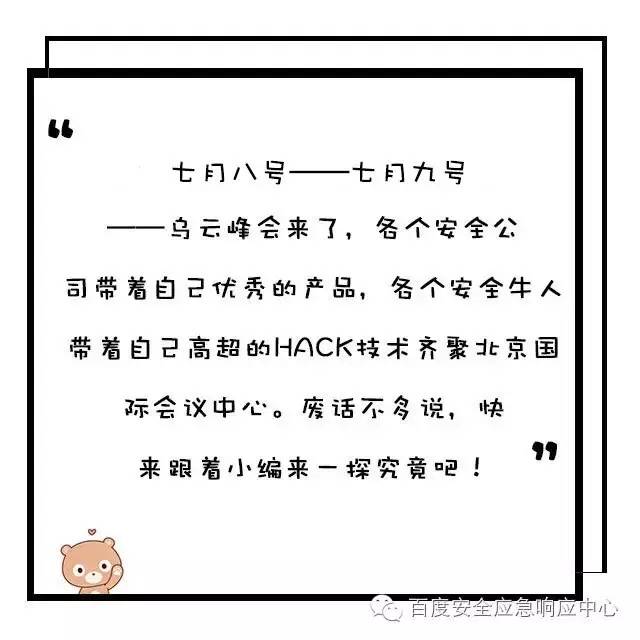 “
七月八号——七月九号
——乌云峰会来了，各个安全公
司带着自己优秀的产品，各个安全牛人
带着自己高超的HACK技术齐聚北京国
际会议中心。废话不多说，快
来跟着小编来一探究竟吧！
”
百度安全应急响应中心